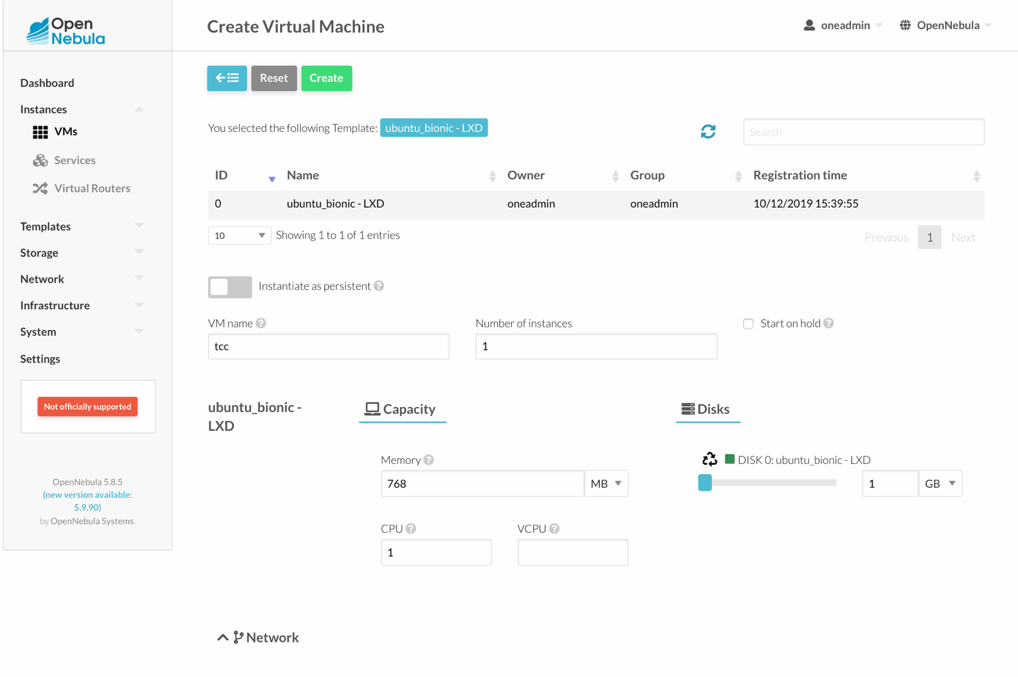 Open
Nebula
Create Virtual Machine
oneadmin
OpenNebula
Dashboard
Instances
VMs
Services
Virtual Routers
Templates
Storage
Network
Infrastructure
System
Settings
Not officially supported
OpenNebula 5.8.5
(new version available:
5.9.90)
by OpenNebula Systems.
Reset
Create
You selected the following Template: ubuntu_bionic - LXD
Search
ID Name Owner Group Registration time
0 ubuntu_bionic - LXD oneadmin oneadmin 10/12/2019 15:39:55
10 Showing 1 to 1 of 1 entries
Previous 1 Next
Instantiate as persistent ?
VM name ? Number of instances Start on hold ?
tcc 1
ubuntu_bionic -
LXD
Capacity
Disks
Memory ?
768 MB
DISK 0: ubuntu_bionic - LXD
1 GB
CPU ? VCPU ?
1
Network